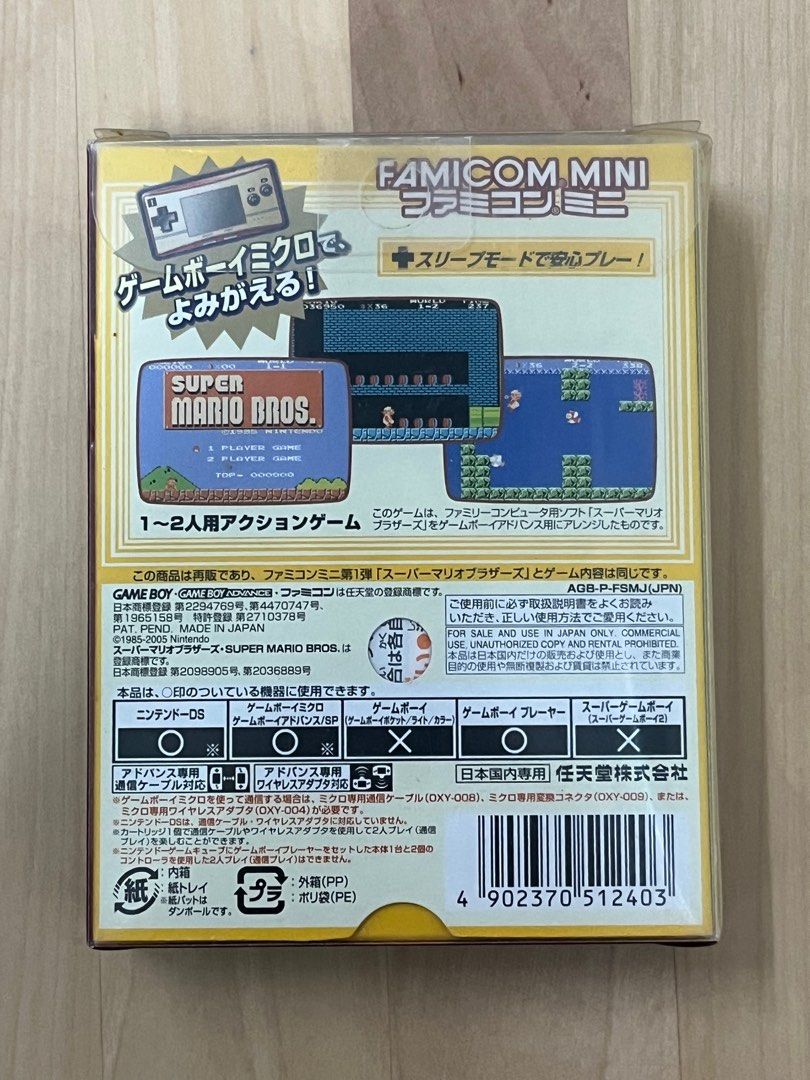 FAMICOM MINI
ファミコン ミニ
ゲームボーイミクロで、
よみがえる！
スリープモードで安心プレー！
WORLD
036950 ×36 1-2 237
×36 2-2 338
000000 ×00 1-1
SUPER
MARIO BROS.
©1985 NINTENDO
1 PLAYER GAME
2 PLAYER GAME
TOP- 000000
1〜2人用アクションゲーム
このゲームは、ファミリーコンピュータ用ソフト「スーパーマリオ
ブラザーズ」をゲームボーイアドバンス用にアレンジしたものです。
この商品は再販であり、ファミコンミニ第1弾「スーパーマリオブラザーズ」とゲーム内容は同じです。
AGB-P-FSMJ(JPN)
GAME BOY・GAME BOY ADVANCE・ファミコンは任天堂の登録商標です。
日本商標登録 第2294769号、第4470747号、
第1965158号 特許登録 第2710378号
PAT. PEND. MADE IN JAPAN
©1985-2005 Nintendo
スーパーマリオブラザーズ・SUPER MARIO BROS.は
登録商標です。
日本商標登録 第2098905号、第2036889号
ご使用前に必ず取扱説明書をよくお読み
いただき、正しい使用方法でご愛用ください。
FOR SALE AND USE IN JAPAN ONLY. COMMERCIAL
USE, UNAUTHORIZED COPY AND RENTAL PROHIBITED.
本品は日本国内だけの販売および使用とし、また商業
目的の使用や無断複製および賃貸は禁止されています。
本品は、○印のついている機器に使用できます。
ニンテンドーDS
○※
ゲームボーイミクロ
ゲームボーイアドバンス/SP
○※
ゲームボーイ
(ゲームボーイポケット/ライト/カラー)
×
ゲームボーイ プレーヤー
○
スーパーゲームボーイ
(スーパーゲームボーイ2)
×
アドバンス専用
通信ケーブル対応
アドバンス専用
ワイヤレスアダプタ対応
日本国内専用 任天堂株式会社
※ゲームボーイミクロを使って通信する場合は、ミクロ専用通信ケーブル(OXY-008)、ミクロ専用変換コネクタ(OXY-009)、または、
ミクロ専用ワイヤレスアダプタ(OXY-004)が必要です。
※ニンテンドーDSは、通信ケーブル・ワイヤレスアダプタに対応していません。
※カートリッジ1個で通信ケーブルやワイヤレスアダプタを使用して2人プレイ(通信
プレイ)を楽しむことができます。
※ニンテンドーゲームキューブにゲームボーイプレーヤーをセットした本体1台と2個の
コントローラを使用した2人プレイ(通信プレイ)はできません。
紙
：内箱
：紙トレイ
※紙パットは
ダンボールです。
プラ
：外箱(PP)
：ポリ袋(PE)
4 902370 512403